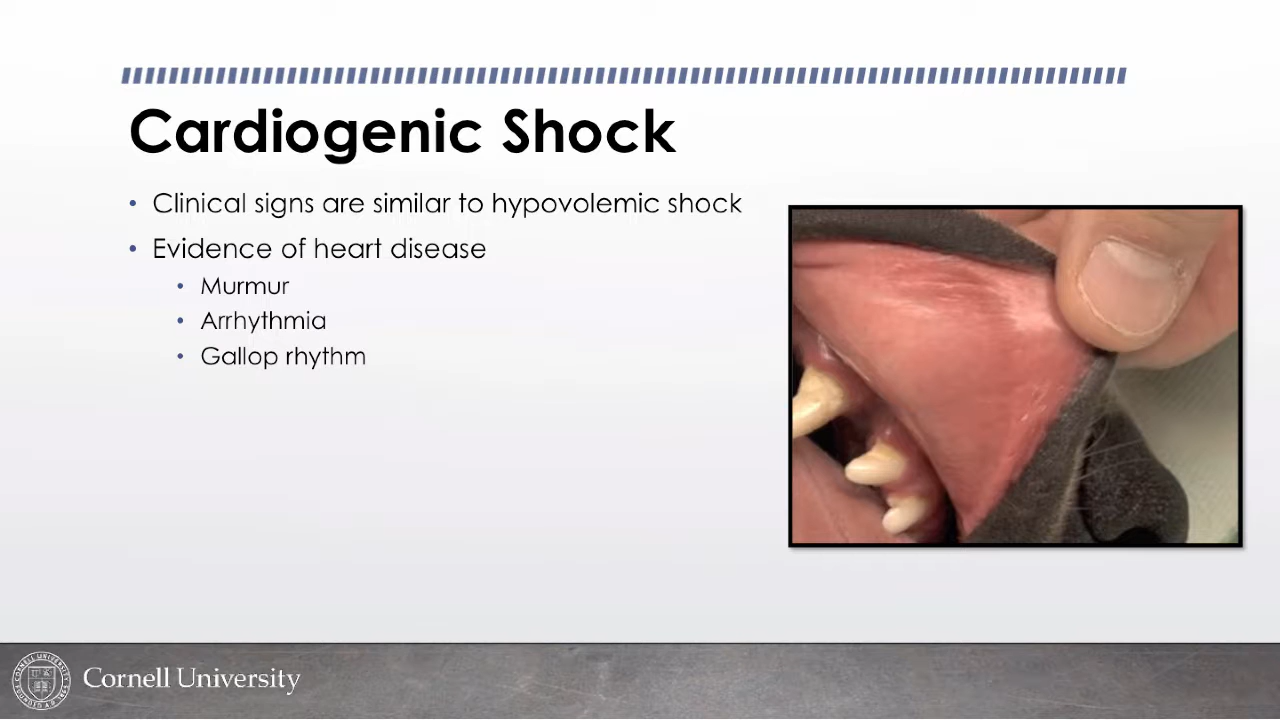 Cardiogenic Shock
• Clinical signs are similar to hypovolemic shock
• Evidence of heart disease
• Murmur
• Arrhythmia
• Gallop rhythm
Cornell University